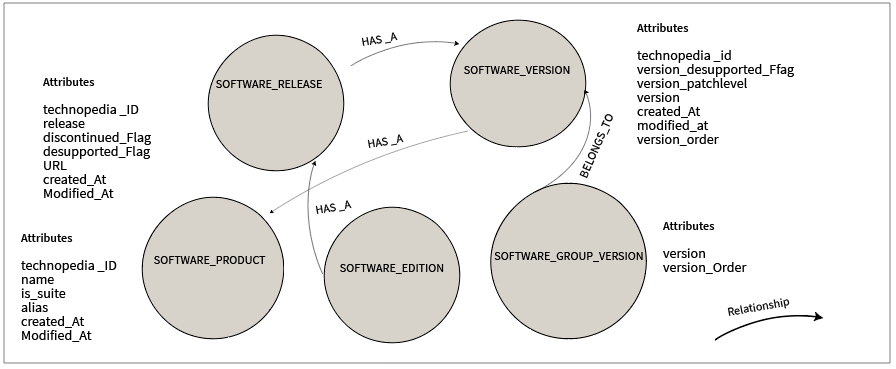 HAS _A
SOFTWARE_RELEASE
SOFTWARE_VERSION
Attributes
technopedia _id
version_desupported_Ffag
version_patchlevel
version
created_At
modified_at
version_order
Attributes
technopedia _ID
release
discontinued_Flag
desupported_Flag
URL
created_At
Modified_At
HAS _A
BELONGS_TO
HAS _A
Attributes
technopedia _ID
name
is_suite
alias
created_At
Modified_At
SOFTWARE_PRODUCT
SOFTWARE_EDITION
SOFTWARE_GROUP_VERSION
Attributes
version
version_Order
Relationship